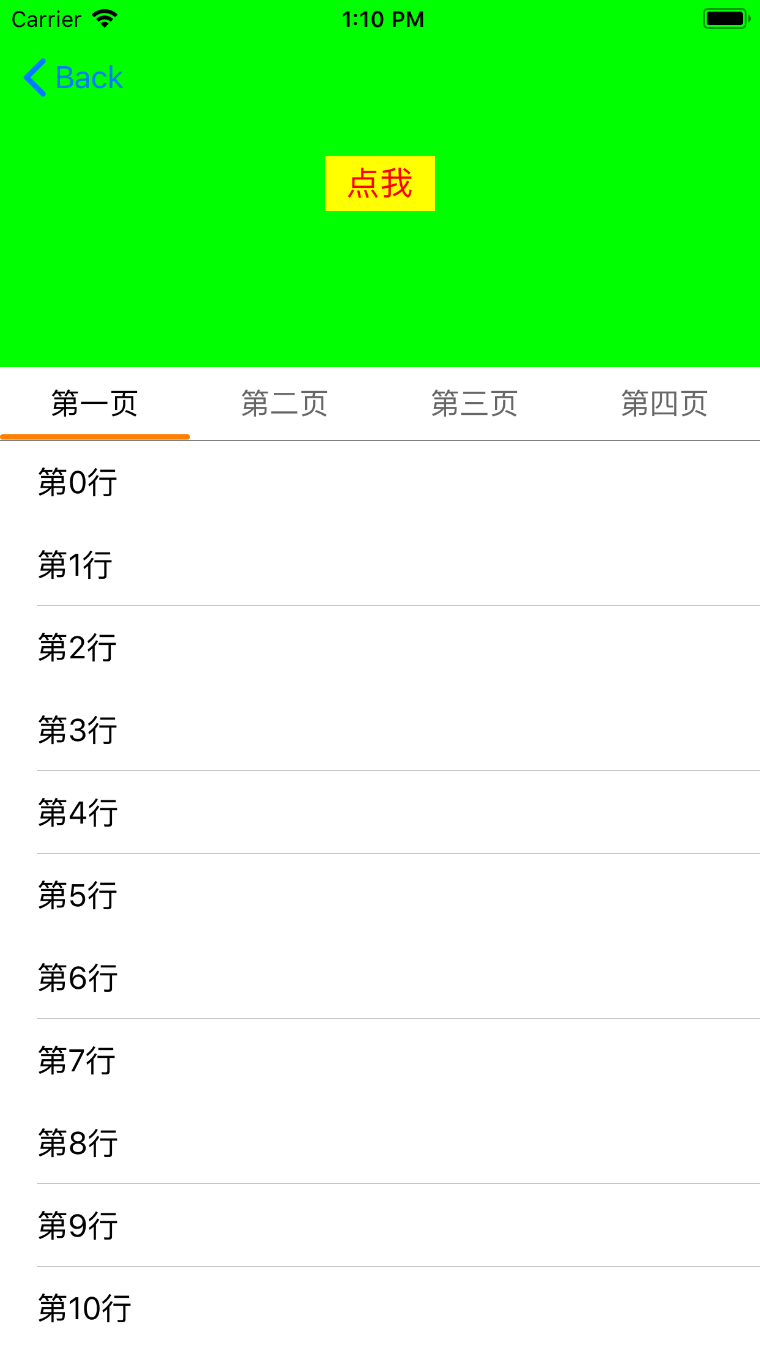 Carrier 1:10 PM
Back
点我
第一页 第二页 第三页 第四页
第0行
第1行
第2行
第3行
第4行
第5行
第6行
第7行
第8行
第9行
第10行